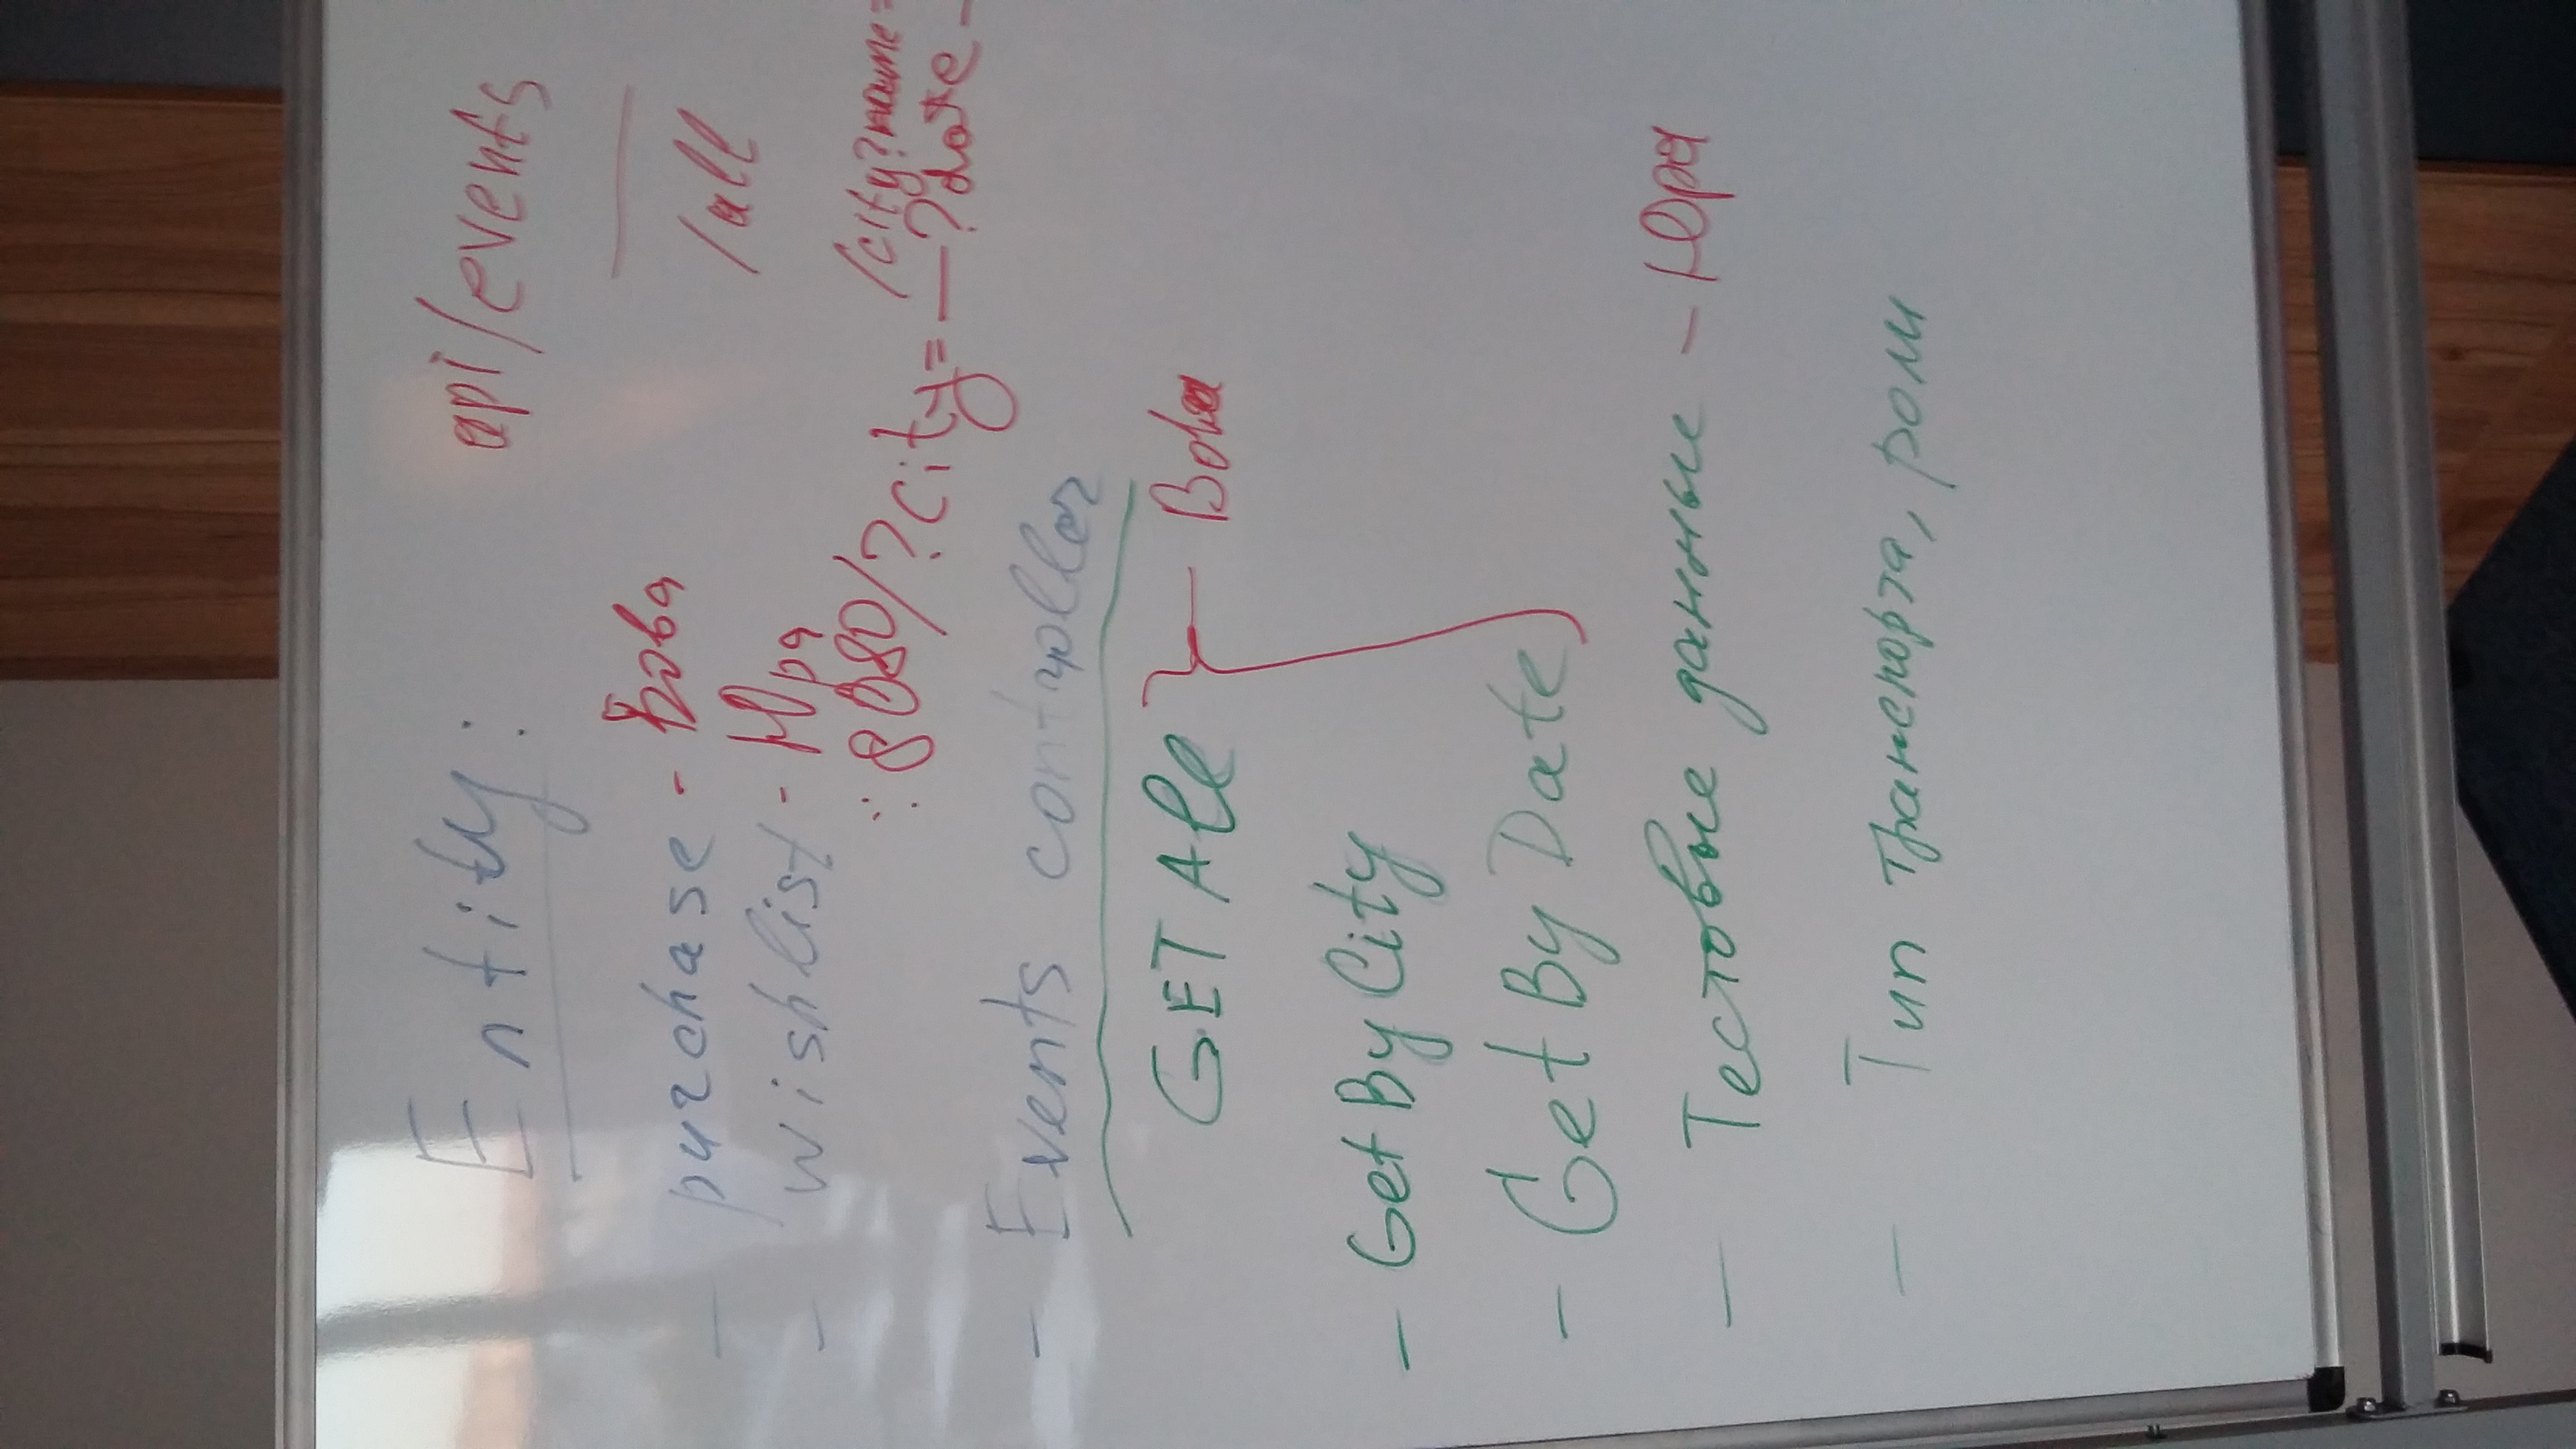 Entity:
api/events
- purchase - Вова
/all
- wishlist - Юра
/city?name=
:8080/?city=—?date -
- Events controller
GET All
Вова
- Get By City
- Get By Date
- Тестовые данные - Юра
- Тип транспорта, роли